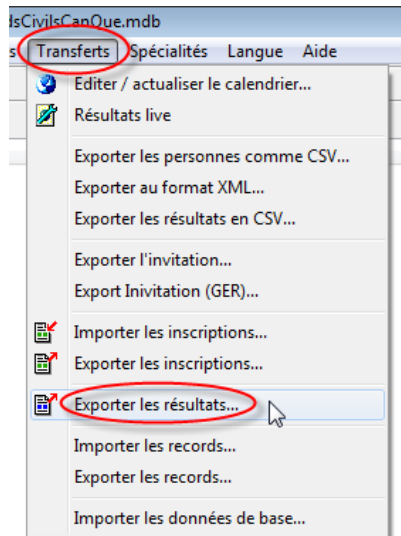 dsCivilsCanQue.mdb
s Transferts Spécialités Langue Aide
Editer / actualiser le calendrier...
Résultats live
Exporter les personnes comme CSV...
Exporter au format XML...
Exporter les résultats en CSV...
Exporter l'invitation...
Export Inivitation (GER)...
Importer les inscriptions...
Exporter les inscriptions...
Exporter les résultats...
Importer les records...
Exporter les records...
Importer les données de base...